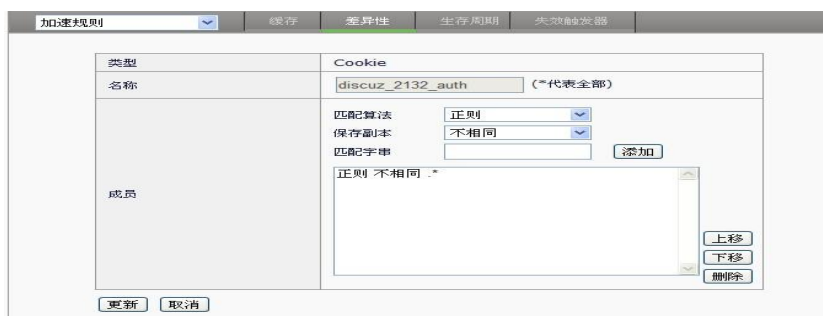 加速规则 缓存 差异性 生存周期 失效触发器
类型 Cookie
名称 discuz_2132_auth (*代表全部)
匹配算法 正则
保存副本 不相同
匹配字串 添加
成员
正则 不相同 .*
上移
下移
删除
更新 取消